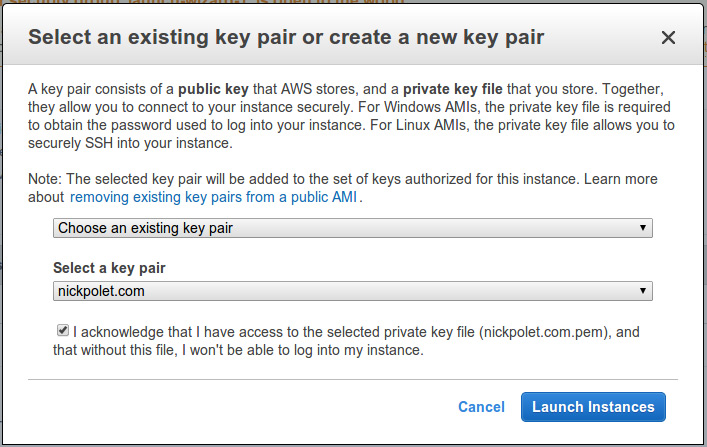 Select an existing key pair or create a new key pair
A key pair consists of a public key that AWS stores, and a private key file that you store. Together,
they allow you to connect to your instance securely. For Windows AMIs, the private key file is required
to obtain the password used to log into your instance. For Linux AMIs, the private key file allows you to
securely SSH into your instance.
Note: The selected key pair will be added to the set of keys authorized for this instance. Learn more
about removing existing key pairs from a public AMI.
Choose an existing key pair
Select a key pair
nickpolet.com
I acknowledge that I have access to the selected private key file (nickpolet.com.pem), and
that without this file, I won't be able to log into my instance.
Cancel Launch Instances